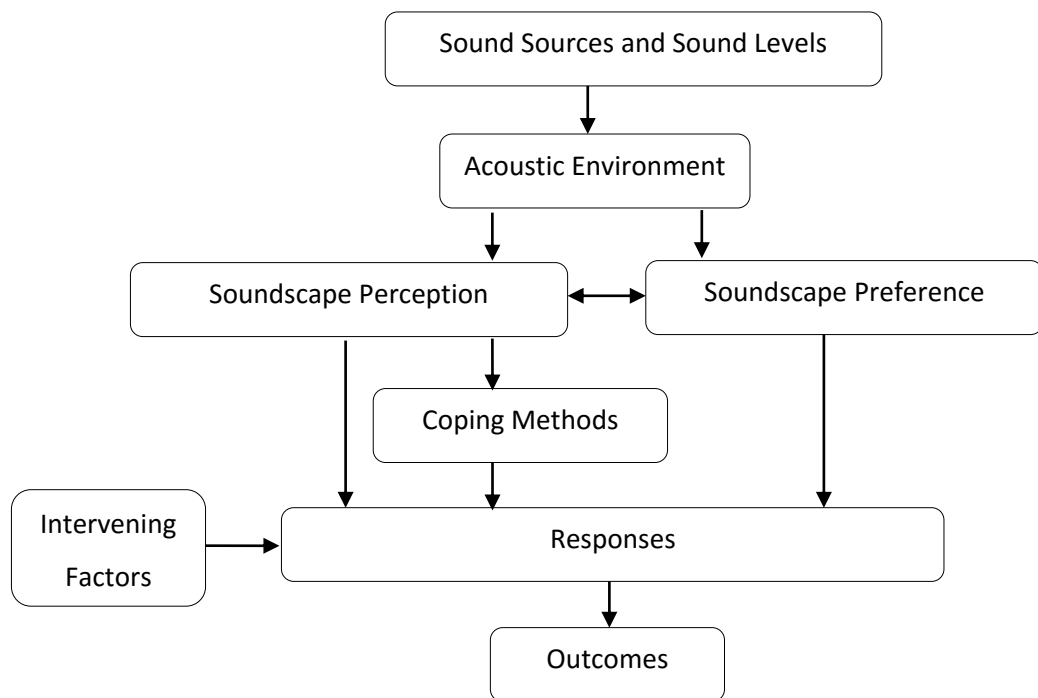 Sound Sources and Sound Levels
Acoustic Environment
Soundscape Perception
Soundscape Preference
Coping Methods
Intervening
Factors
Responses
Outcomes